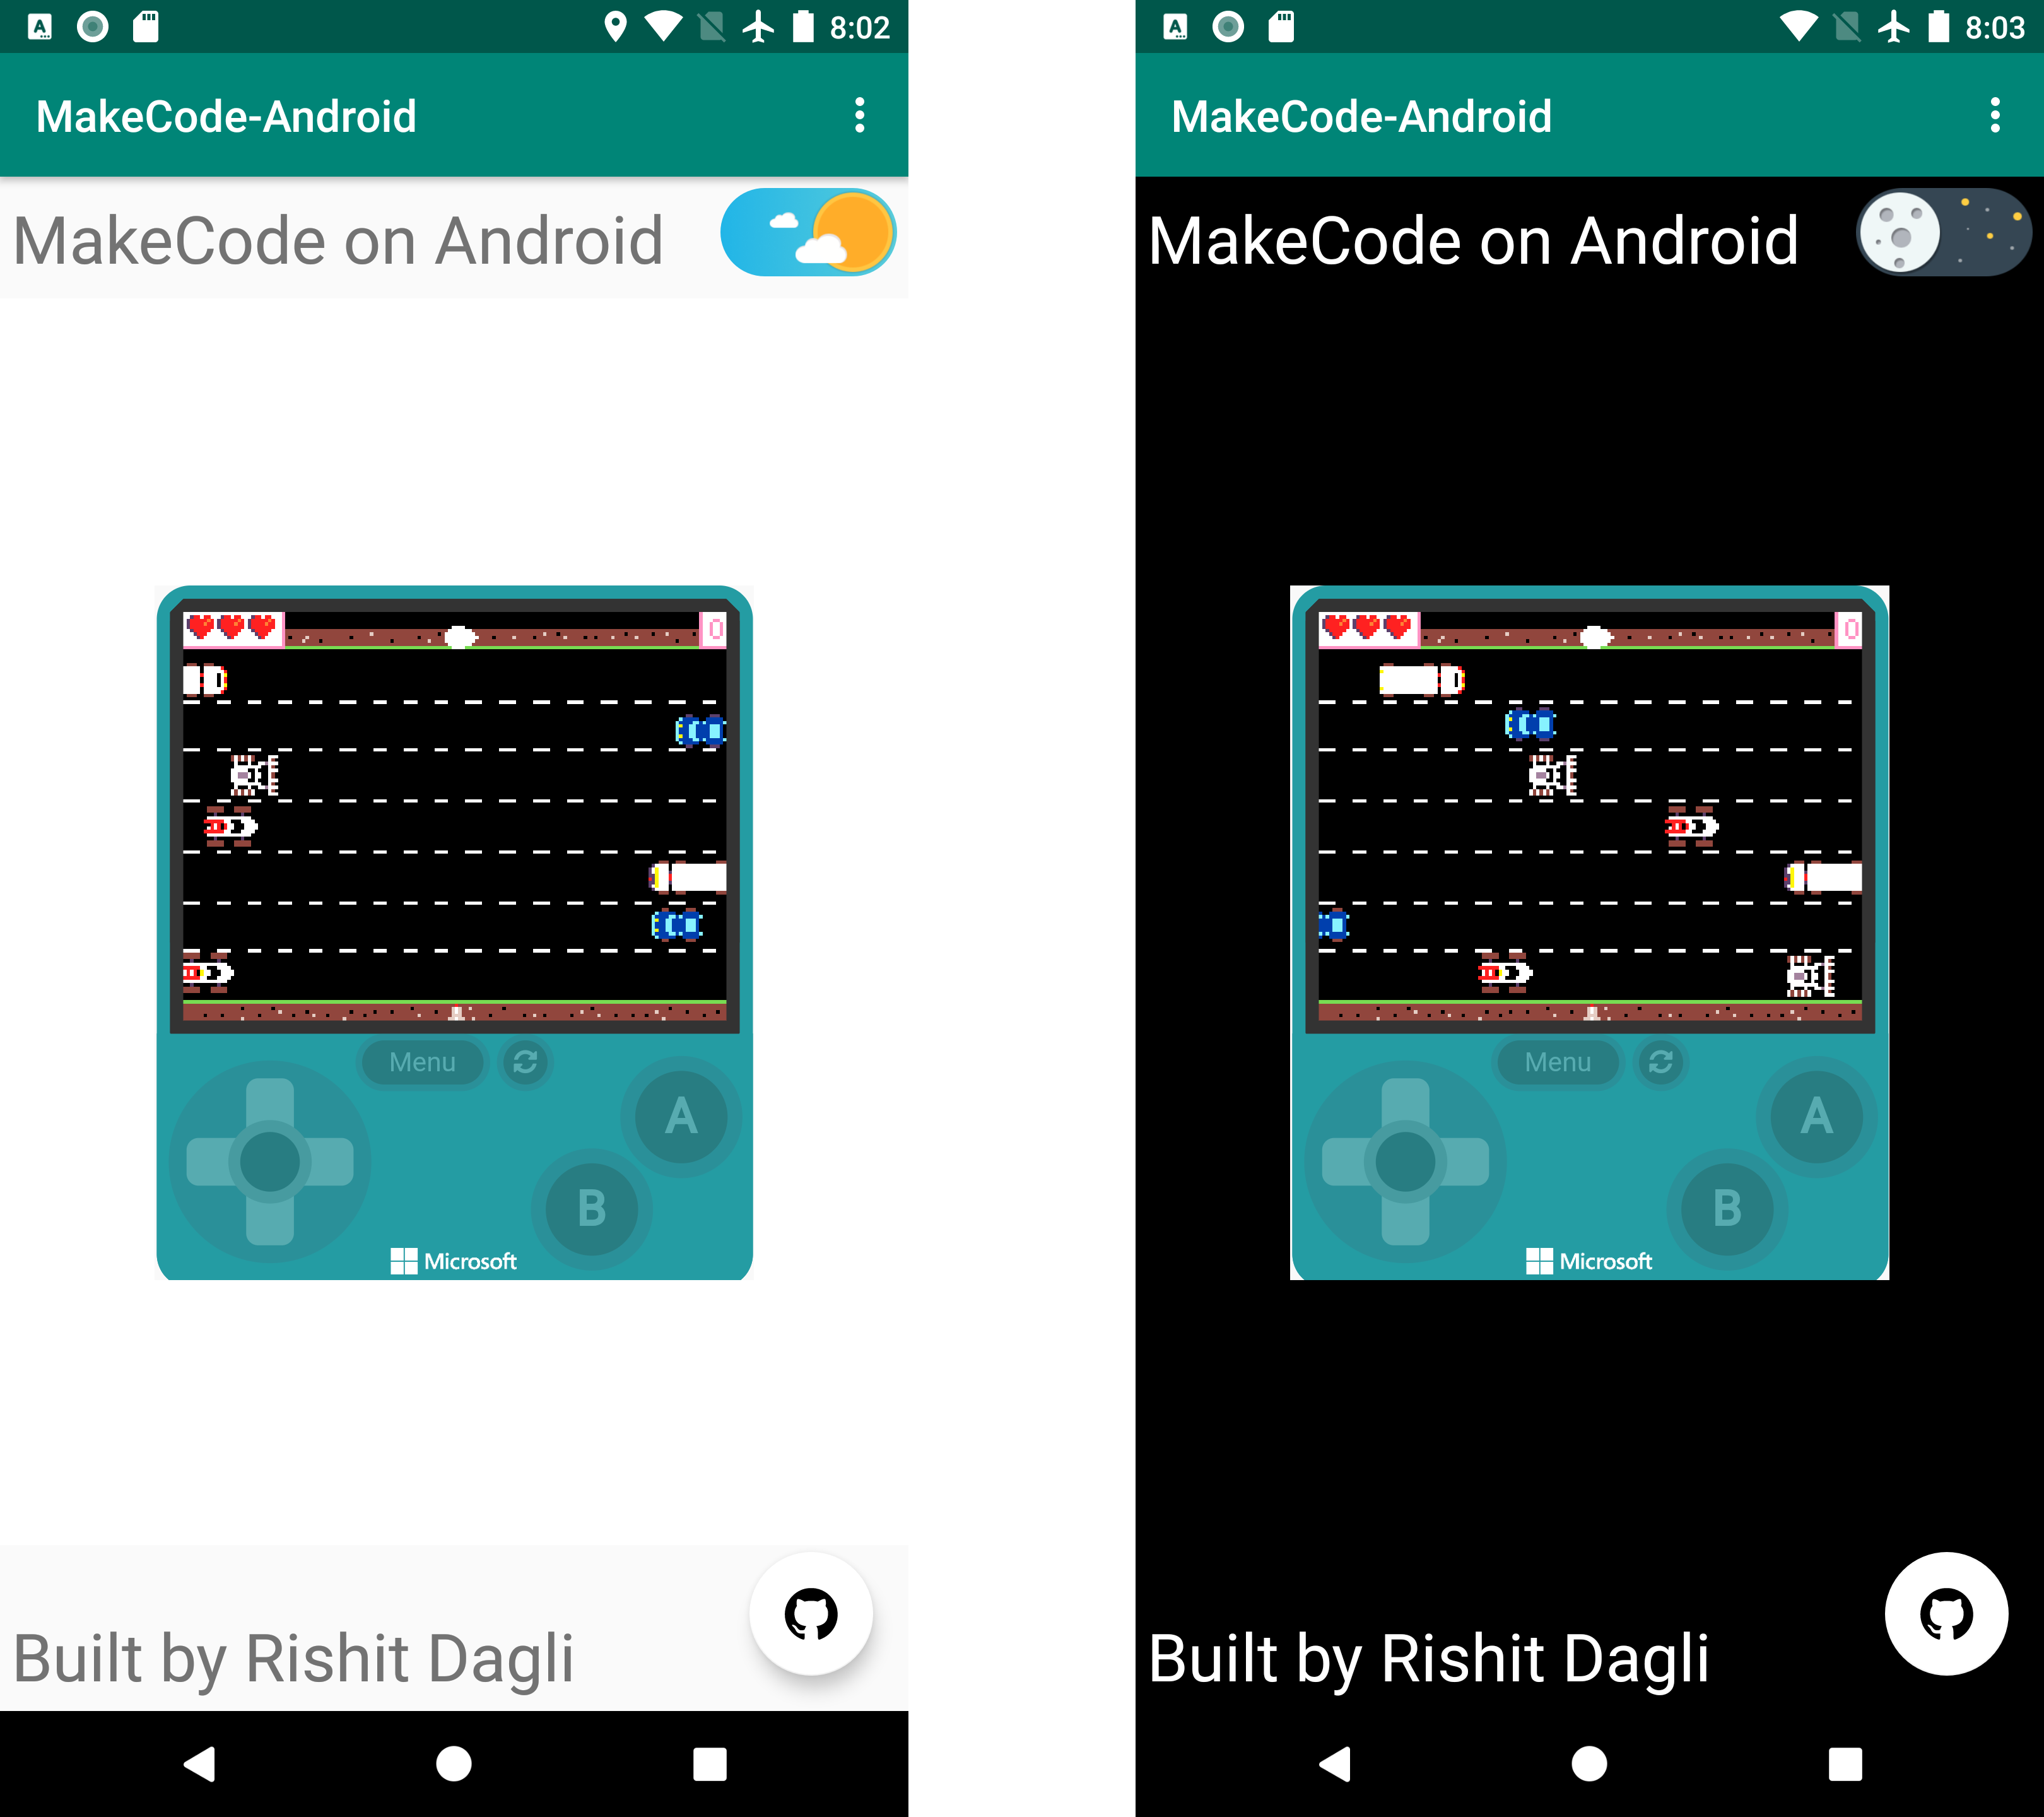 8:02
MakeCode-Android
MakeCode on Android
0
Menu
A
B
Microsoft
Built by Rishit Dagli
8:03
MakeCode-Android
MakeCode on Android
0
Menu
A
B
Microsoft
Built by Rishit Dagli